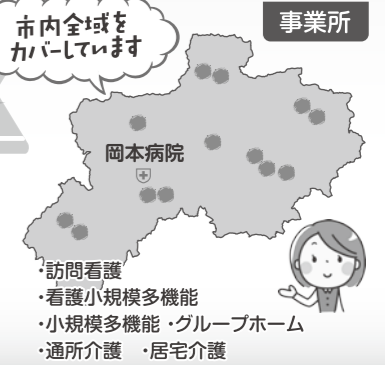 市内全域を
カバーしています
事業所
岡本病院
・訪問看護
・看護小規模多機能
・小規模多機能 ・グループホーム
・通所介護 ・居宅介護